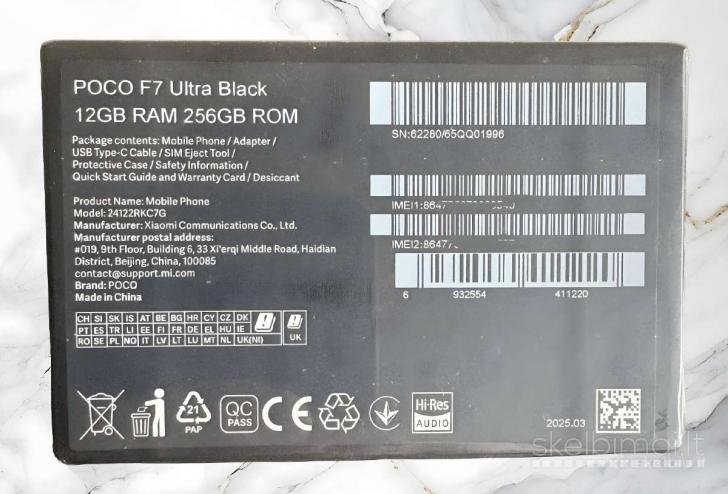 POCO F7 Ultra Black
12GB RAM 256GB ROM
Package contents: Mobile Phone / Adapter /
USB Type-C Cable / SIM Eject Tool /
Protective Case / Safety Information /
Quick Start Guide and Warranty Card / Desiccant
Product Name: Mobile Phone
Model: 24122RKC7G
Manufacturer: Xiaomi Communications Co., Ltd.
Manufacturer postal address:
#019, 9th Floor, Building 6, 33 Xi'erqi Middle Road, Haidian
District, Beijing, China, 100085
contact@support.mi.com
Brand: POCO
Made in China
CH SI SK IS AT BE BG HR CY CZ DK
PT ES TR LI EE FI FR DE EL HU IE
RO SE PL NO IT LV LT LU MT NL UK(NI)
UK
SN:62280/65QQ01996
IMEI1:
IMEI2:
6 932554 411220
21
PAP
QC
PASS
CE
Hi-Res
AUDIO
2025.03
skelbimai.lt